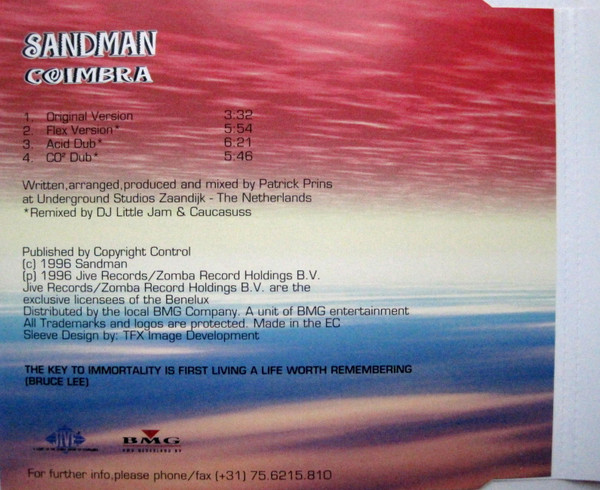 SANDMAN
COIMBRA
1. Original Version 3:32
2. Flex Version* 5:54
3. Acid Dub* 6:21
4. CO² Dub* 5:46
Written,arranged,produced and mixed by Patrick Prins
at Underground Studios Zaandijk - The Netherlands
*Remixed by DJ Little Jam & Caucasuss
Published by Copyright Control
(c) 1996 Sandman
(p) 1996 Jive Records/Zomba Record Holdings B.V.
Jive Records/Zomba Record Holdings B.V. are the
exclusive licensees of the Benelux
Distributed by the local BMG Company. A unit of BMG entertainment
All Trademarks and logos are protected. Made in the EC
Sleeve Design by: TFX Image Development
THE KEY TO IMMORTALITY IS FIRST LIVING A LIFE WORTH REMEMBERING
(BRUCE LEE)
JIVE
BMG
BMG NEDERLAND BV
For further info,please phone/fax (+31) 75.6215.810